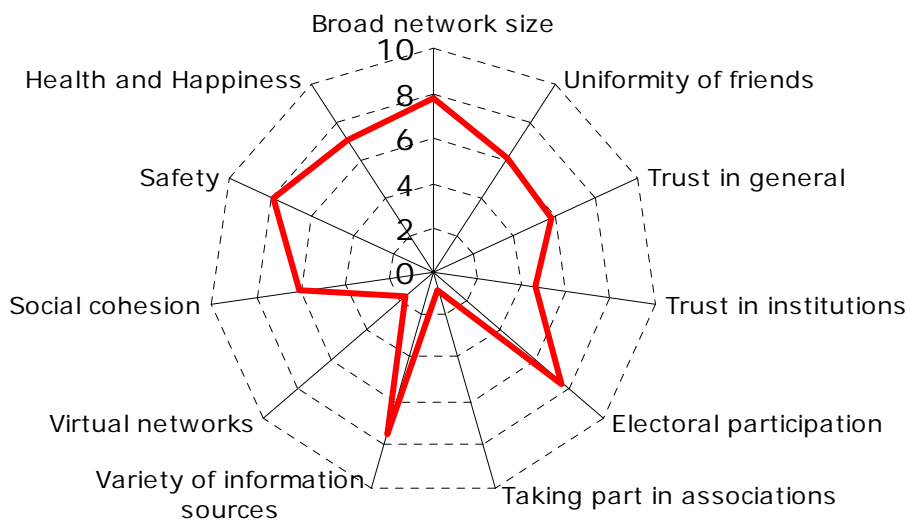 Broad network size
10
Health and Happiness
Uniformity of friends
8
6
Safety
Trust in general
4
2
0
Social cohesion
Trust in institutions
Virtual networks
Electoral participation
Variety of information
sources
Taking part in associations